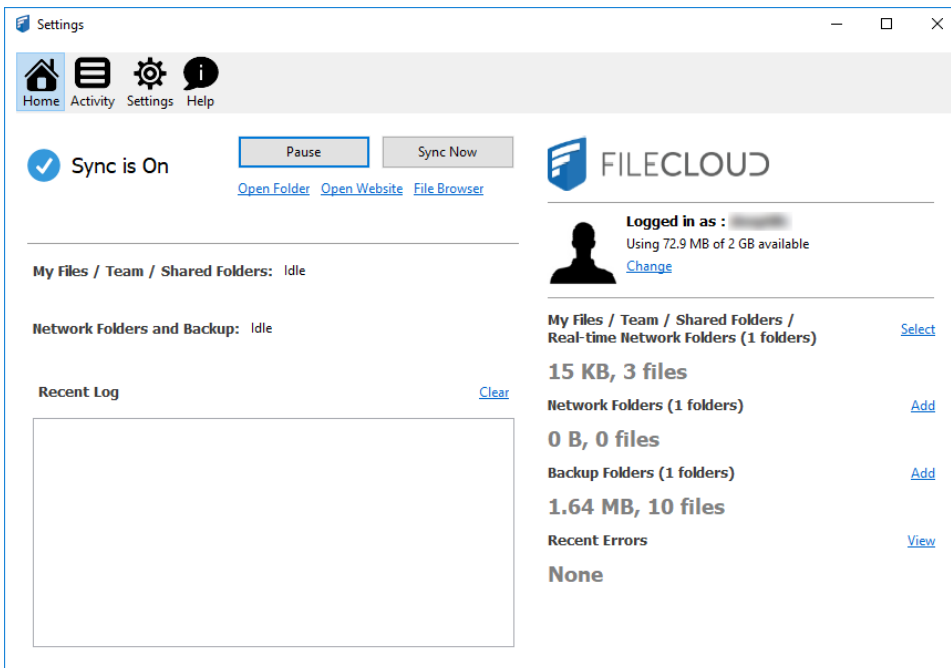 Settings
Home Activity Settings Help
Sync is On
Pause Sync Now
Open Folder Open Website File Browser
My Files / Team / Shared Folders: Idle
Network Folders and Backup: Idle
Recent Log Clear
FILECLOUD
Logged in as :
Using 72.9 MB of 2 GB available
Change
My Files / Team / Shared Folders /
Real-time Network Folders (1 folders) Select
15 KB, 3 files
Network Folders (1 folders) Add
0 B, 0 files
Backup Folders (1 folders) Add
1.64 MB, 10 files
Recent Errors View
None